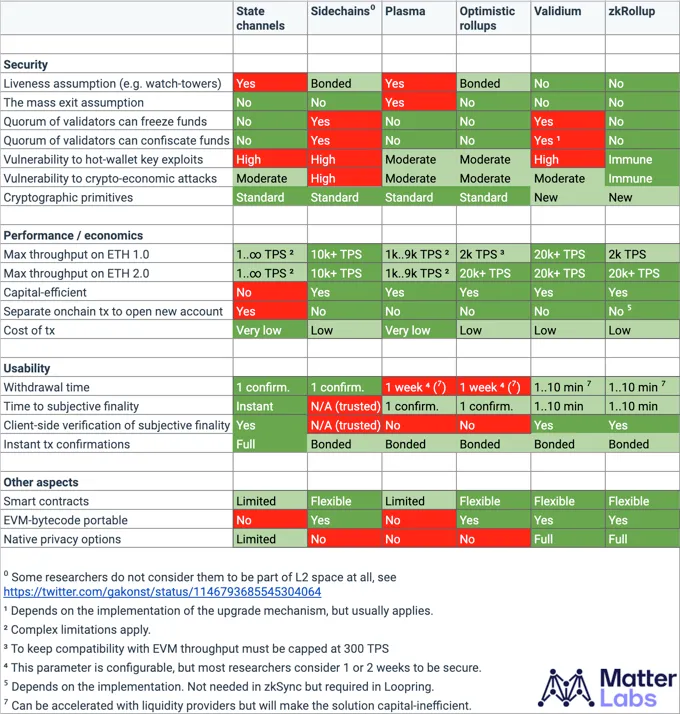 State channels Sidechains⁰ Plasma Optimistic rollups Validium zkRollup
Security
Liveness assumption (e.g. watch-towers) Yes Bonded Yes Bonded No No
The mass exit assumption No No Yes No No No
Quorum of validators can freeze funds No Yes No No Yes No
Quorum of validators can confiscate funds No Yes No No Yes ¹ No
Vulnerability to hot-wallet key exploits High High Moderate Moderate High Immune
Vulnerability to crypto-economic attacks Moderate High Moderate Moderate Moderate Immune
Cryptographic primitives Standard Standard Standard Standard New New
Performance / economics
Max throughput on ETH 1.0 1..∞ TPS ² 10k+ TPS 1k..9k TPS ² 2k TPS ³ 20k+ TPS 2k TPS
Max throughput on ETH 2.0 1..∞ TPS ² 10k+ TPS 1k..9k TPS ² 20k+ TPS 20k+ TPS 20k+ TPS
Capital-efficient No Yes Yes Yes Yes Yes
Separate onchain tx to open new account Yes No No No No No ⁵
Cost of tx Very low Low Very low Low Low Low
Usability
Withdrawal time 1 confirm. 1 confirm. 1 week ⁴ (⁷) 1 week ⁴ (⁷) 1..10 min ⁷ 1..10 min ⁷
Time to subjective finality Instant N/A (trusted) 1 confirm. 1 confirm. 1..10 min 1..10 min
Client-side verification of subjective finality Yes N/A (trusted) No No Yes Yes
Instant tx confirmations Full Bonded Bonded Bonded Bonded Bonded
Other aspects
Smart contracts Limited Flexible Limited Flexible Flexible Flexible
EVM-bytecode portable No Yes No Yes Yes Yes
Native privacy options Limited No No No Full Full
⁰ Some researchers do not consider them to be part of L2 space at all, see
https://twitter.com/gakonst/status/1146793685545304064
¹ Depends on the implementation of the upgrade mechanism, but usually applies.
² Complex limitations apply.
³ To keep compatibility with EVM throughput must be capped at 300 TPS
⁴ This parameter is configurable, but most researchers consider 1 or 2 weeks to be secure.
⁵ Depends on the implementation. Not needed in zkSync but required in Loopring.
⁷ Can be accelerated with liquidity providers but will make the solution capital-inefficient.
Matter
Labs